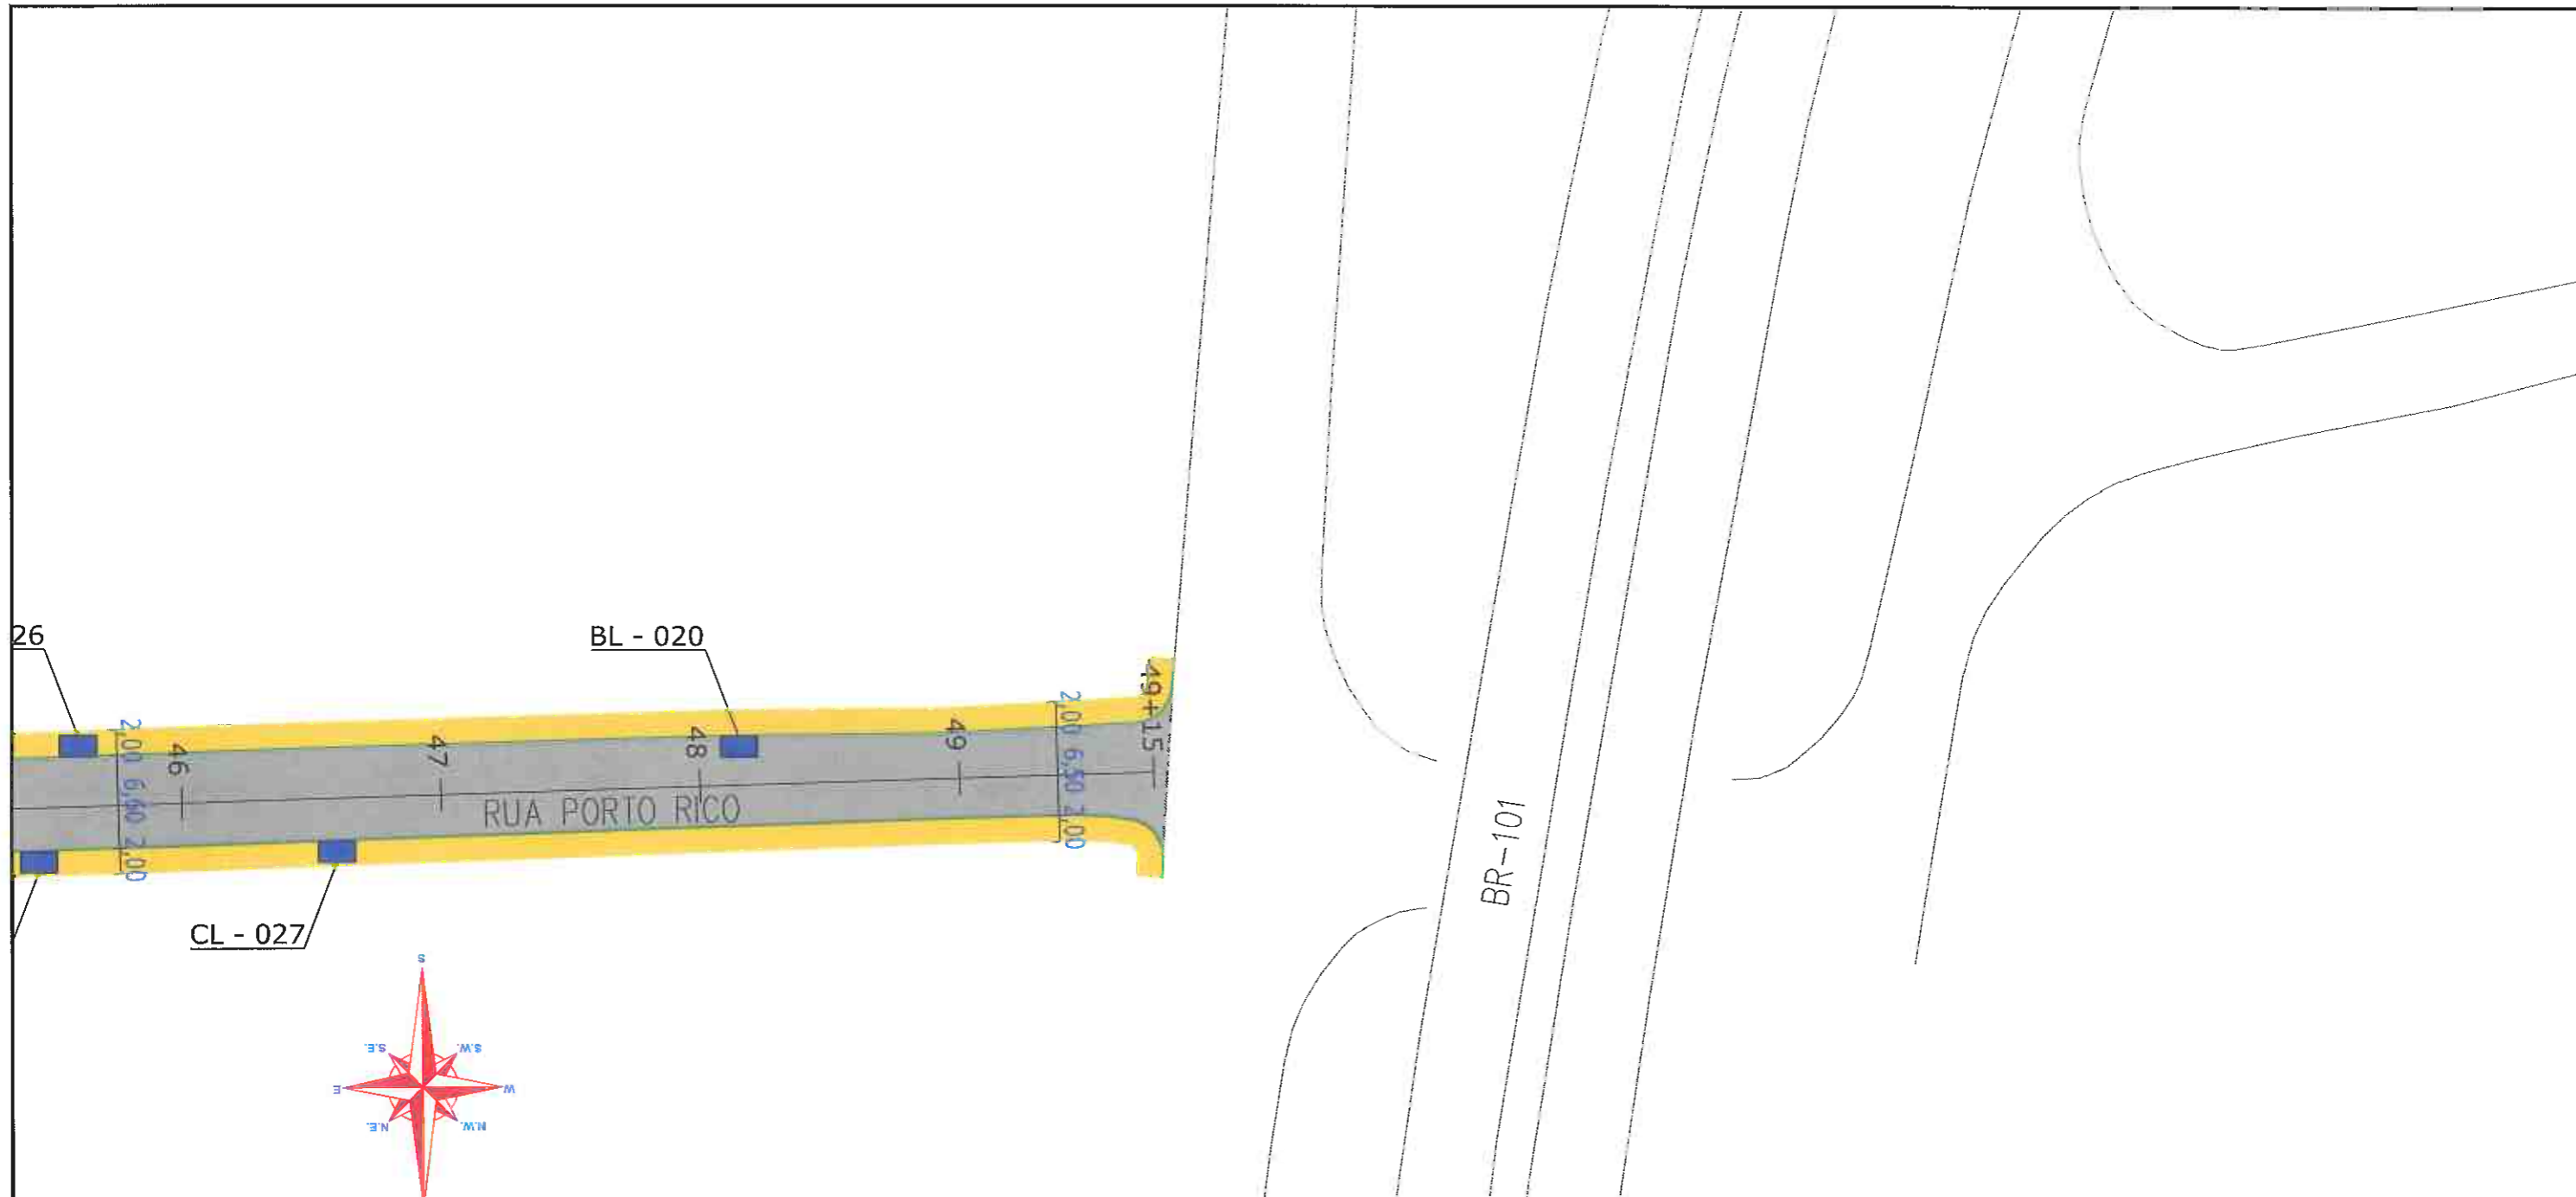 26
BL - 020
49+15
2,00
6,60
2,00
46
47
48
49
2,00
6,50
2,00
RUA PORTO RICO
BR-101
CL - 027
S
S.E.
S.W.
E
W
N.E.
N.W.